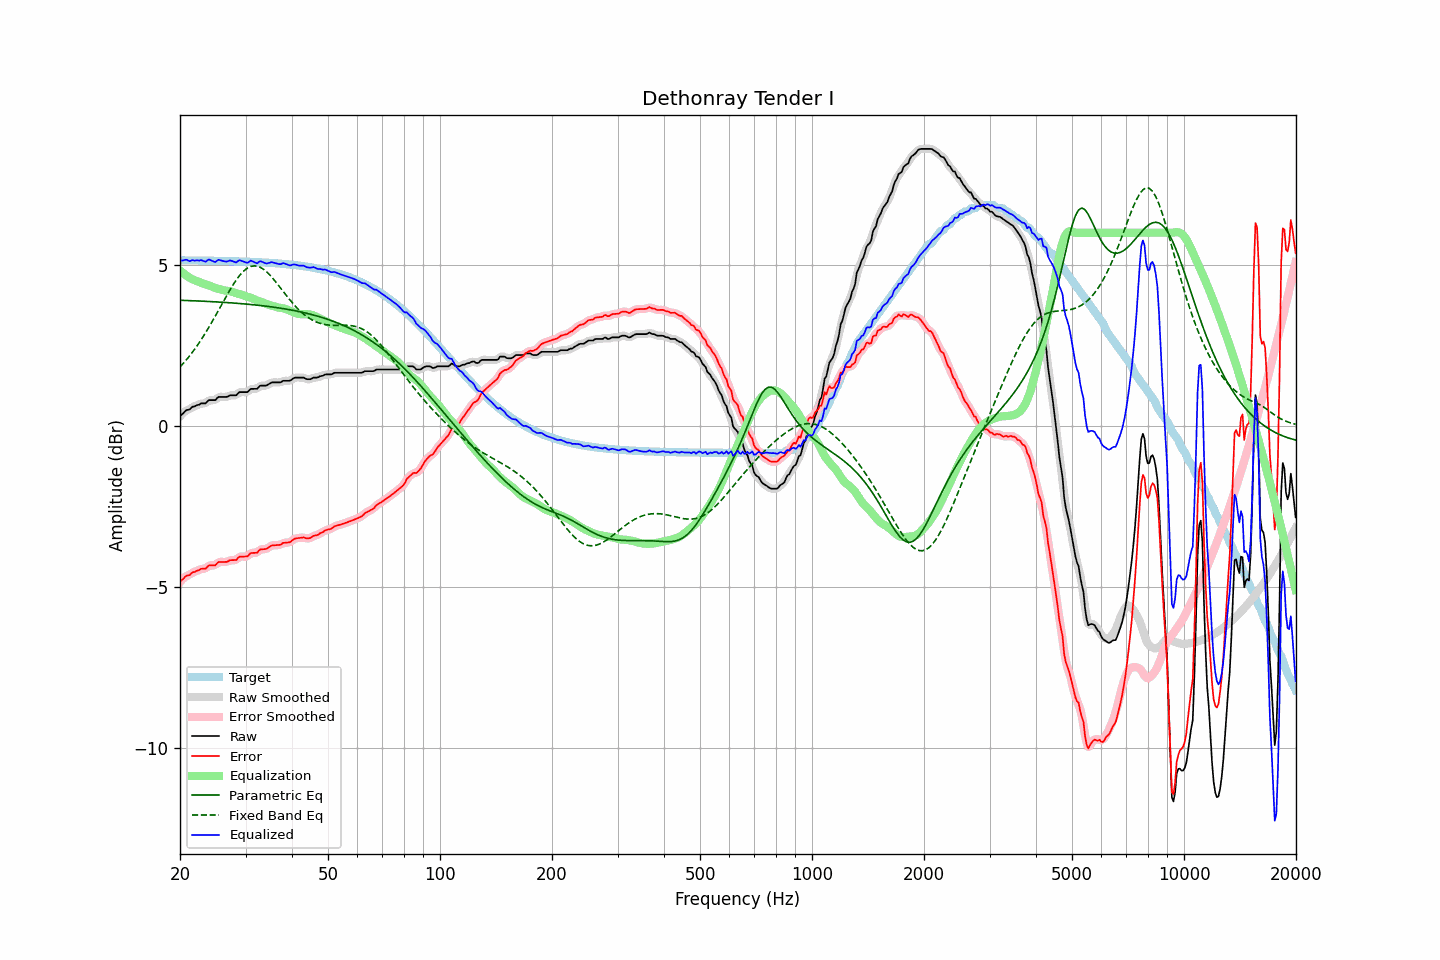 Dethonray Tender I
Amplitude (dBr)
5
0
−5
−10
Target
Raw Smoothed
Error Smoothed
Raw
Error
Equalization
Parametric Eq
Fixed Band Eq
Equalized
20 50 100 200 500 1000 2000 5000 10000 20000
Frequency (Hz)